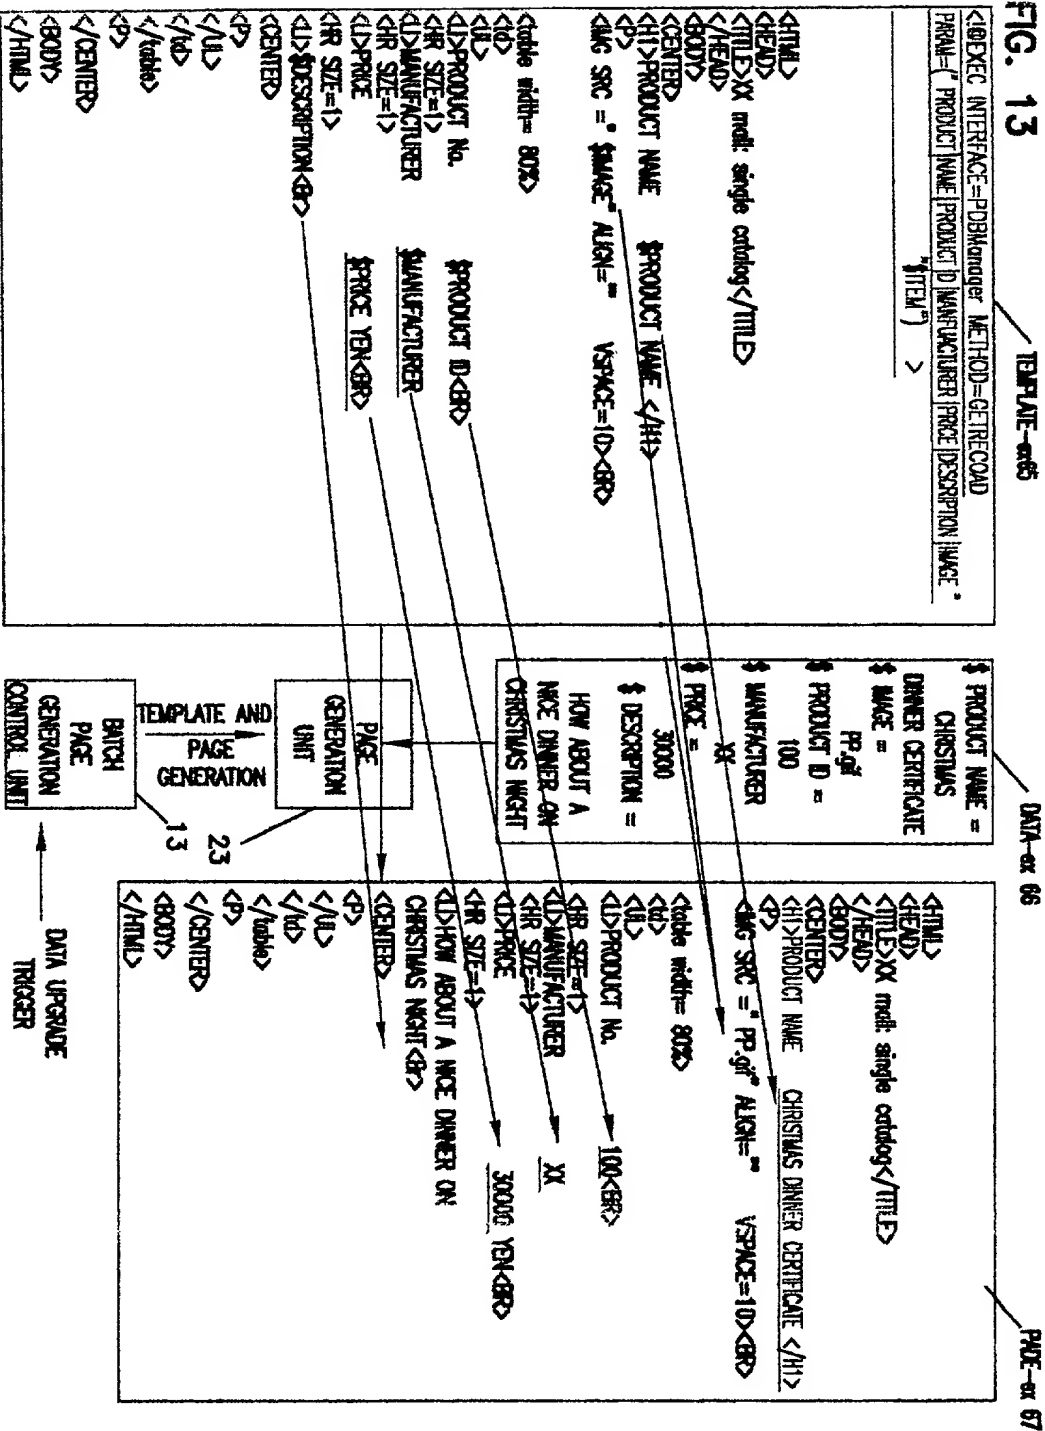 FIG. 13
TEMPLATE-ex65
<!@EXEC INTERFACE=PDBManager METHOD=GETRECOAD
PARAM=(" PRODUCT|NAME|PRODUCT ID|MANFUACTURER|PRICE|DESCRIPTION|IMAGE"
"$ITEM") >
<HTML>
<HEAD>
<TITLE>XX mall: single catalog</TITLE>
</HEAD>
<BODY>
<CENTER>
<H1>PRODUCT NAME $PRODUCT NAME </H1>
<P>
<IMG SRC =" $IMAGE" ALIGN="" VSPACE=10><BR>
<table width= 80%>
<td>
<UL>
<LI>PRODUCT No. $PRODUCT ID<BR>
<HR SIZE=1>
<LI>MANUFACTURER $MANUFACTURER
<HR SIZE=1>
<LI>PRICE $PRICE YEN<BR>
<HR SIZE=1>
<LI>$DESCRIPTION<Br>
<CENTER>
<P>
</UL>
</td>
</table>
<P>
</CENTER>
<BODY>
</HTML>
DATA-ex 66
$ PRODUCT NAME =
CHRISTMAS
DINNER CERTIFICATE
$ IMAGE =
PP.gif
$ PRODUCT ID =
100
$ MANUFACTURER
XX
$ PRICE =
30000
$ DESCRIPTION =
HOW ABOUT A
NICE DINNER ON
CHRISTMAS NIGHT
PAGE
GENERATION
UNIT
23
TEMPLATE AND
PAGE
GENERATION
BATCH
PAGE
GENERATION
CONTROL UNIT
13
DATA UPGRADE
TRIGGER
PADE-ex 67
<HTML>
<HEAD>
<TITLE>XX mall: single catalog</TITLE>
</HEAD>
<BODY>
<CENTER>
<H1>PRODUCT NAME CHRISTMAS DINNER CERTIFICATE </H1>
<P>
<IMG SRC =" PP.gif" ALIGN="" VSPACE=10><BR>
<table width= 80%>
<td>
<UL>
<LI>PRODUCT No. 100<BR>
<HR SIZE=1>
<LI>MANUFACTURER XX
<HR SIZE=1>
<LI>PRICE 30000 YEN<BR>
<HR SIZE=1>
<LI>HOW ABOUT A NICE DINNER ON
CHRISTMAS NIGHT<Br>
<CENTER>
<P>
</UL>
</td>
</table>
<P>
</CENTER>
<BODY>
</HTML>